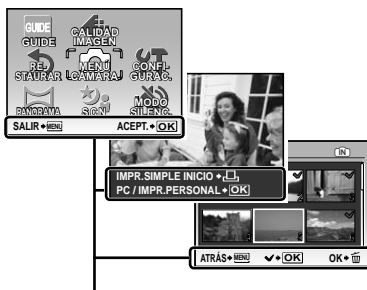 GUIDE
GUIDE
CALIDAD
IMAGEN
RE-
STAURAR
MENÚ
CÁMARA
CONFI-
GURAC.
PANORAMA
SCN
MODO
SILENC.
SALIR MENU ACEPT. OK
IMPR.SIMPLE INICIO
PC / IMPR.PERSONAL OK
IN
ATRÁS MENU OK OK